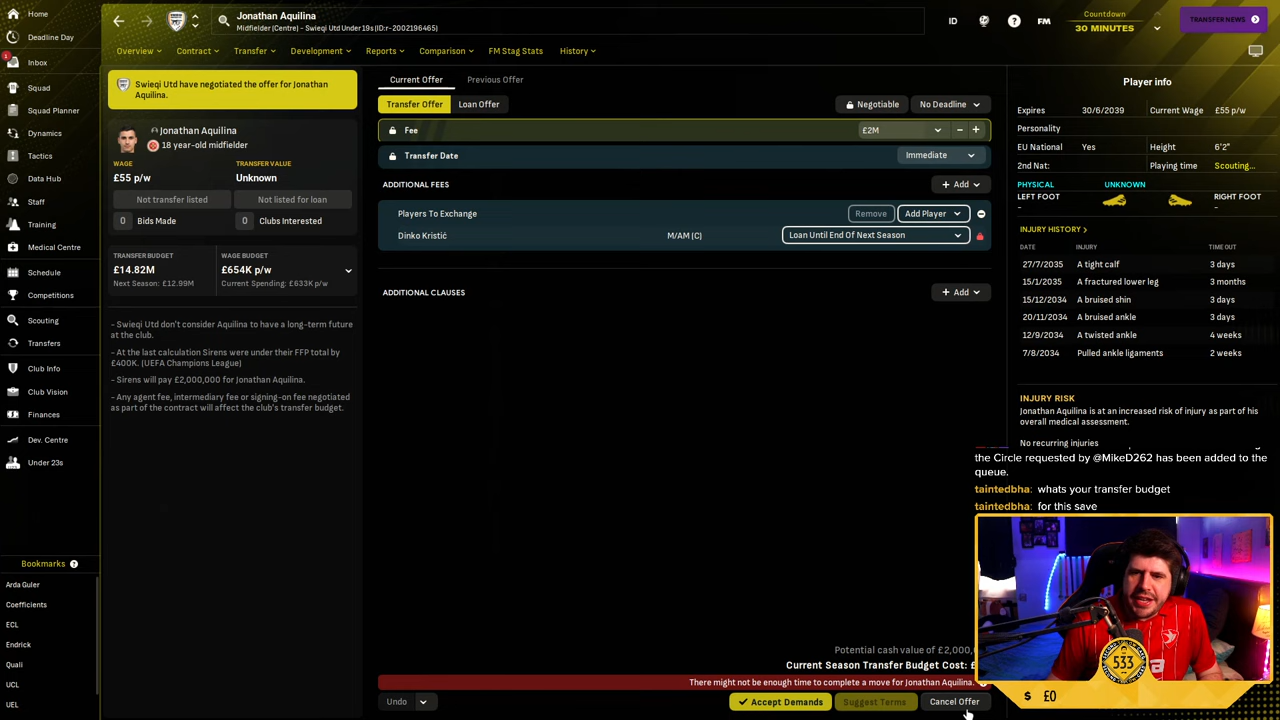 Home
Deadline Day
Inbox
1
Squad
Squad Planner
Dynamics
Tactics
Data Hub
Staff
Training
Medical Centre
Schedule
Competitions
Scouting
Transfers
Club Info
Club Vision
Finances
Dev. Centre
Under 23s
Bookmarks ?
Arda Guler
Coefficients
ECL
Endrick
Quali
UCL
UEL
Jonathan Aquilina
Midfielder (Centre) - Swieqi Utd Under 19s (ID:r-2002196465)
ID
?
FM
Countdown
30 MINUTES
TRANSFER NEWS
Overview
Contract
Transfer
Development
Reports
Comparison
FM Stag Stats
History
Swieqi Utd have negotiated the offer for Jonathan
Aquilina.
Jonathan Aquilina
18 year-old midfielder
WAGE
£55 p/w
TRANSFER VALUE
Unknown
Not transfer listed
Not listed for loan
0 Bids Made
0 Clubs Interested
TRANSFER BUDGET
£14.82M
Next Season: £12.99M
WAGE BUDGET
£654K p/w
Current Spending: £633K p/w
- Swieqi Utd don't consider Aquilina to have a long-term future
at the club.
- At the last calculation Sirens were under their FFP total by
£400K. (UEFA Champions League)
- Sirens will pay £2,000,000 for Jonathan Aquilina.
- Any agent fee, intermediary fee or signing-on fee negotiated
as part of the contract will affect the club's transfer budget.
Current Offer
Previous Offer
Transfer Offer
Loan Offer
Negotiable
No Deadline
Fee
£2M
Transfer Date
Immediate
ADDITIONAL FEES
+ Add
Players To Exchange
Remove
Add Player
Dinko Kristić
M/AM (C)
Loan Until End Of Next Season
ADDITIONAL CLAUSES
+ Add
Potential cash value of £2,000,
Current Season Transfer Budget Cost: £
There might not be enough time to complete a move for Jonathan Aquilina.
Undo
Accept Demands
Suggest Terms
Cancel Offer
Player info
Expires 30/6/2039
Current Wage £55 p/w
Personality
EU National Yes
Height 6'2"
2nd Nat:
Playing time Scouting...
PHYSICAL
UNKNOWN
LEFT FOOT
-
RIGHT FOOT
-
INJURY HISTORY >
DATE INJURY TIME OUT
27/7/2035 A tight calf 3 days
15/1/2035 A fractured lower leg 3 months
15/12/2034 A bruised shin 3 days
20/11/2034 A bruised ankle 3 days
12/9/2034 A twisted ankle 4 weeks
7/8/2034 Pulled ankle ligaments 2 weeks
INJURY RISK
Jonathan Aquilina is at an increased risk of injury as part of his
overall medical assessment.
No recurring injuries
the Circle requested by @MikeD262 has been added to the
queue.
taintedbha: whats your transfer budget
taintedbha: for this save
533
$ £0